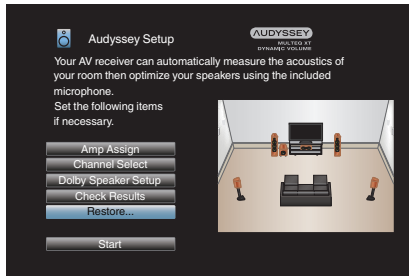 Audyssey Setup
AUDYSSEY
MULTEQ XT
DYNAMIC VOLUME
Your AV receiver can automatically measure the acoustics of
your room then optimize your speakers using the included
microphone.
Set the following items
if necessary.
Amp Assign
Channel Select
Dolby Speaker Setup
Check Results
Restore...
Start